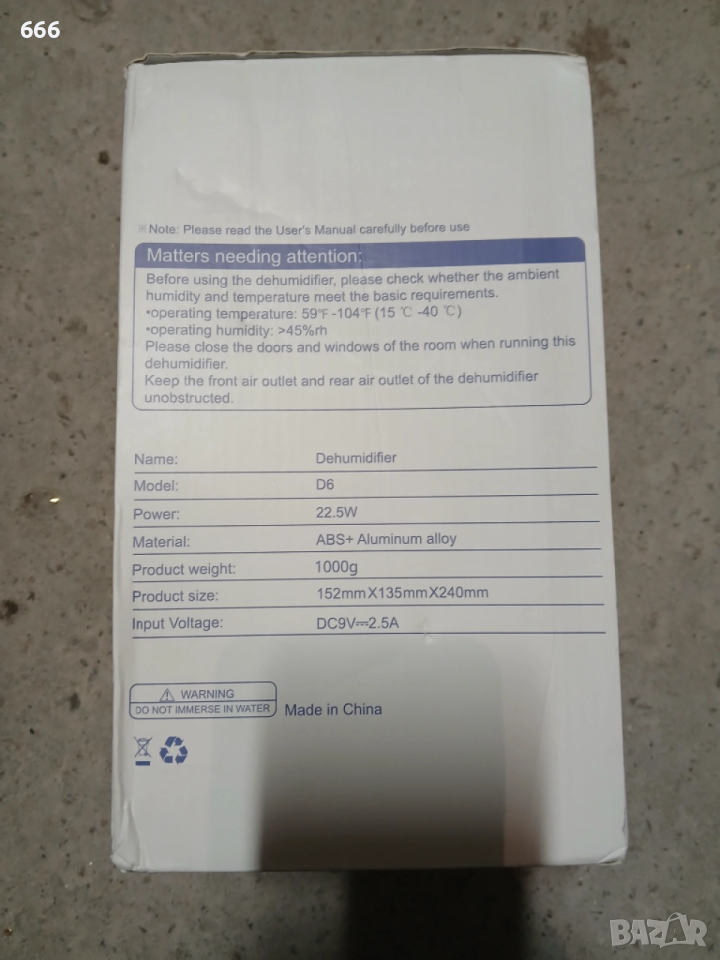 666
※Note: Please read the User's Manual carefully before use
Matters needing attention:
Before using the dehumidifier, please check whether the ambient
humidity and temperature meet the basic requirements.
•operating temperature: 59℉-104℉(15 ℃ -40 ℃)
•operating humidity: >45%rh
Please close the doors and windows of the room when running this
dehumidifier.
Keep the front air outlet and rear air outlet of the dehumidifier
unobstructed.
Name: Dehumidifier
Model: D6
Power: 22.5W
Material: ABS+ Aluminum alloy
Product weight: 1000g
Product size: 152mmX135mmX240mm
Input Voltage: DC9V⎓2.5A
⚠ WARNING
DO NOT IMMERSE IN WATER
Made in China
BAZAR